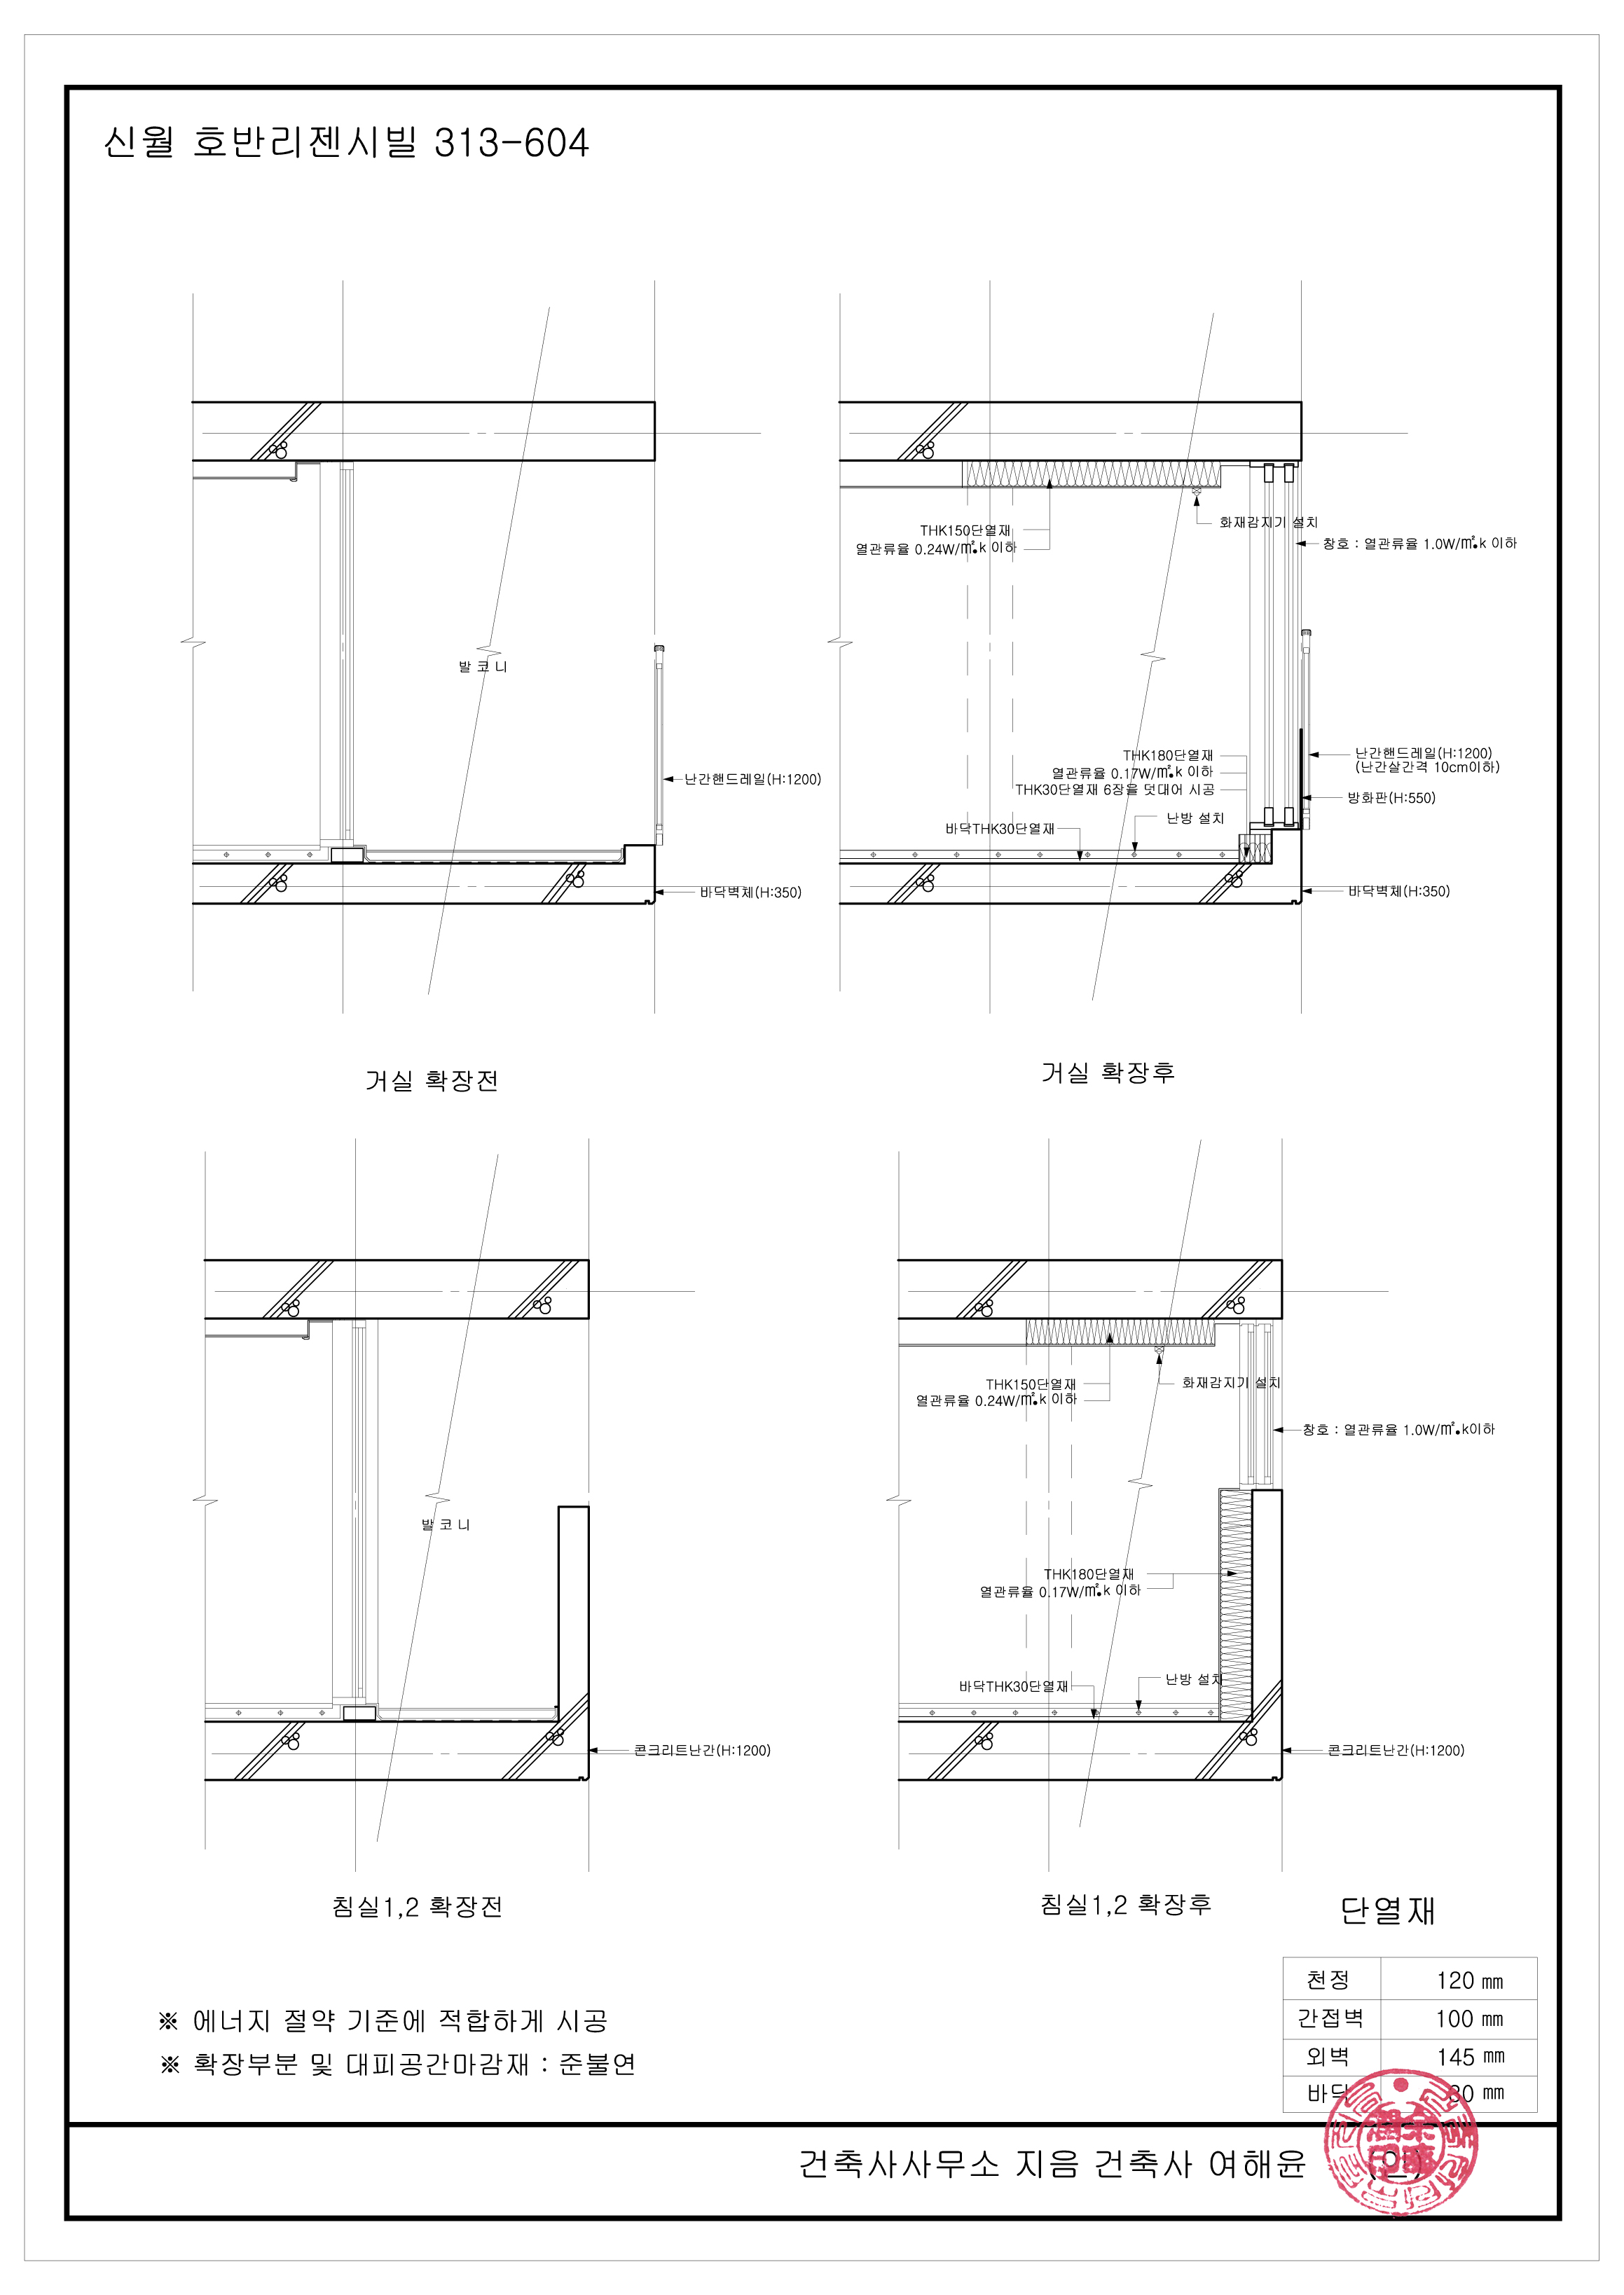 신월 호반리젠시빌 313-604
THK150단열재
열관류율 0.24W/㎡•k 이하
화재감지기 설치
창호 : 열관류율 1.0W/㎡•k 이하
발 코 니
난간핸드레일(H:1200)
바닥벽체(H:350)
THK180단열재
열관류율 0.17W/㎡•k 이하
THK30단열재 6장을 덧대어 시공
바닥THK30단열재
난방 설치
난간핸드레일(H:1200)
(난간살간격 10cm이하)
방화판(H:550)
바닥벽체(H:350)
거실 확장전
거실 확장후
THK150단열재
열관류율 0.24W/㎡•k 이하
화재감지기 설치
창호 : 열관류율 1.0W/㎡•k이하
발 코 니
THK180단열재
열관류율 0.17W/㎡•k 이하
바닥THK30단열재
난방 설치
콘크리트난간(H:1200)
콘크리트난간(H:1200)
침실1,2 확장전
침실1,2 확장후
단열재
천정 120 ㎜
간접벽 100 ㎜
외벽 145 ㎜
바닥 30 ㎜
※ 에너지 절약 기준에 적합하게 시공
※ 확장부분 및 대피공간마감재 : 준불연
건축사사무소 지음 건축사 여해윤 (인)